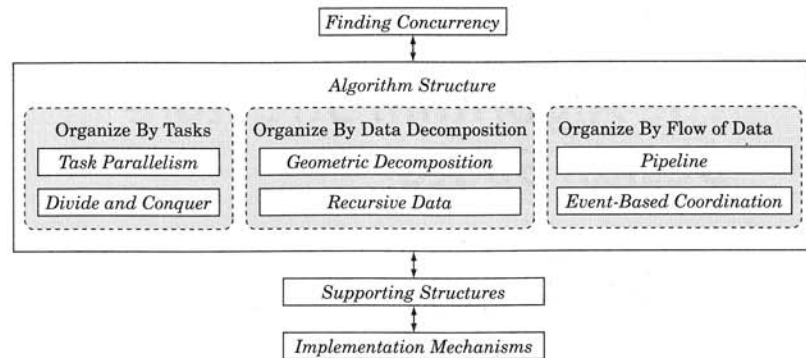 Finding Concurrency
Algorithm Structure
Organize By Tasks
Task Parallelism
Divide and Conquer
Organize By Data Decomposition
Geometric Decomposition
Recursive Data
Organize By Flow of Data
Pipeline
Event-Based Coordination
Supporting Structures
Implementation Mechanisms